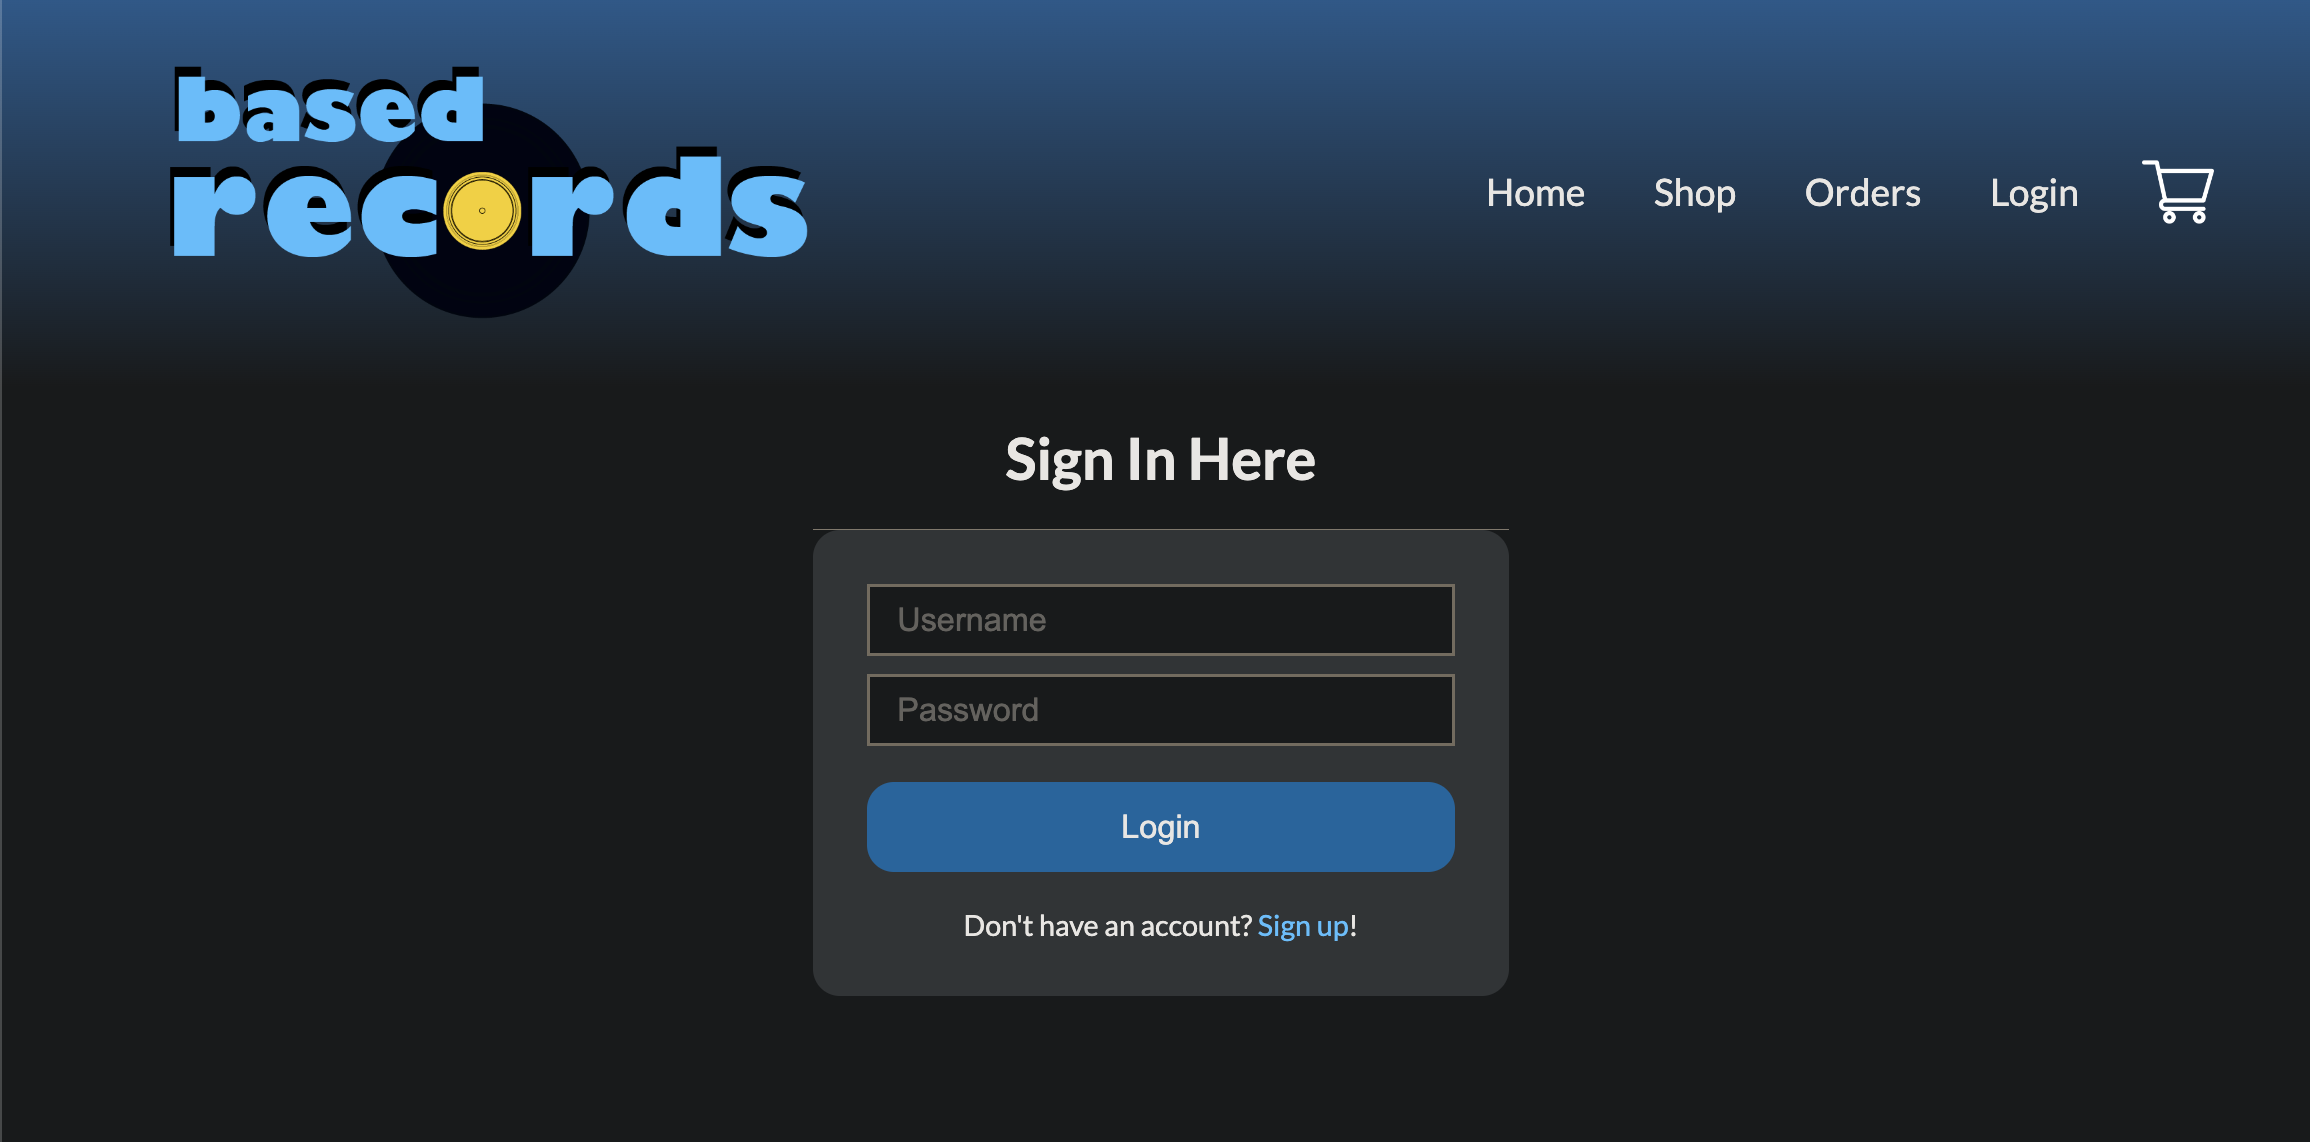 based
records
Home Shop Orders Login
Sign In Here
Username
Password
Login
Don't have an account? Sign up!